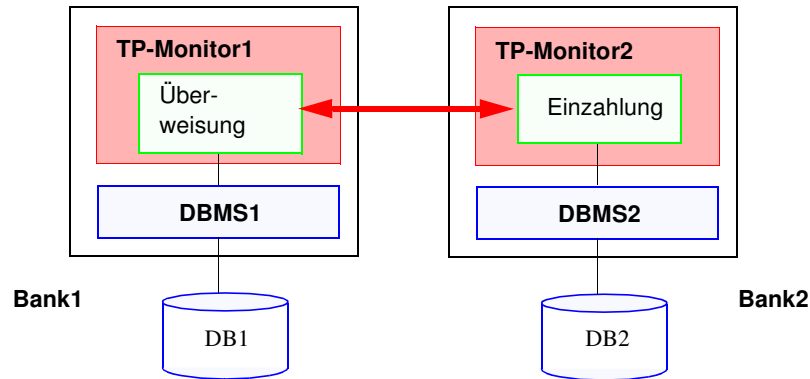 TP-Monitor1
Über-
weisung
DBMS1
Bank1
DB1
TP-Monitor2
Einzahlung
DBMS2
DB2
Bank2